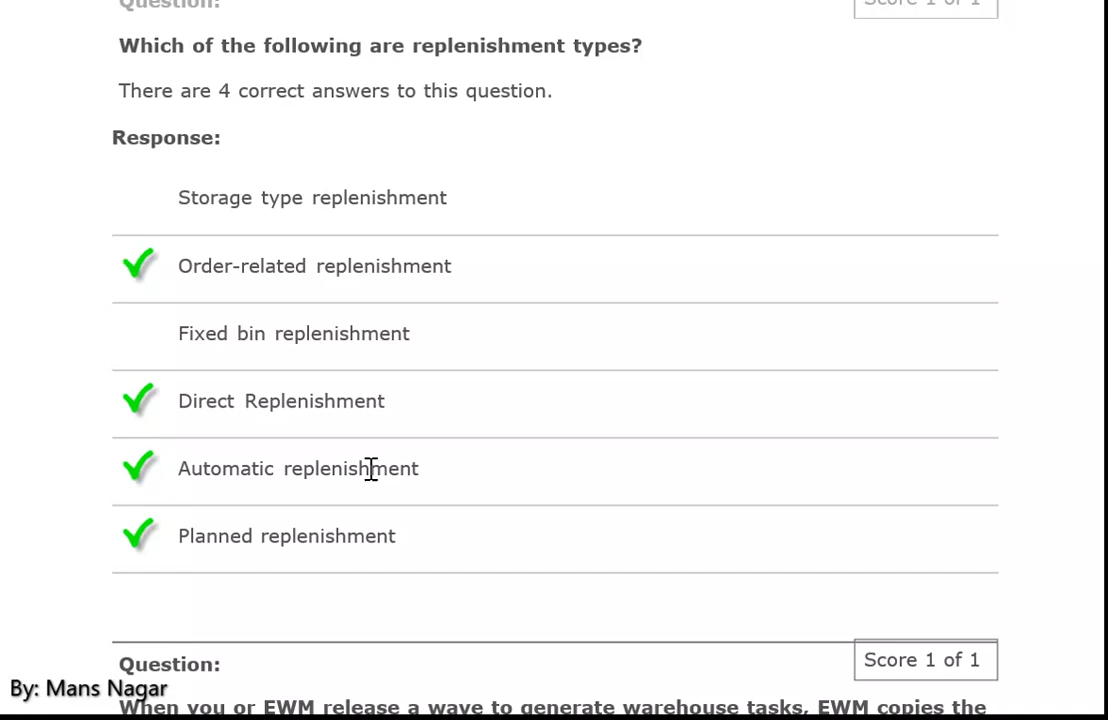 Question:
Score 1 of 1
Which of the following are replenishment types?
There are 4 correct answers to this question.
Response:
Storage type replenishment
Order-related replenishment
Fixed bin replenishment
Direct Replenishment
Automatic replenishment
Planned replenishment
Question:
Score 1 of 1
By: Mans Nagar
When you or EWM release a wave to generate warehouse tasks, EWM copies the